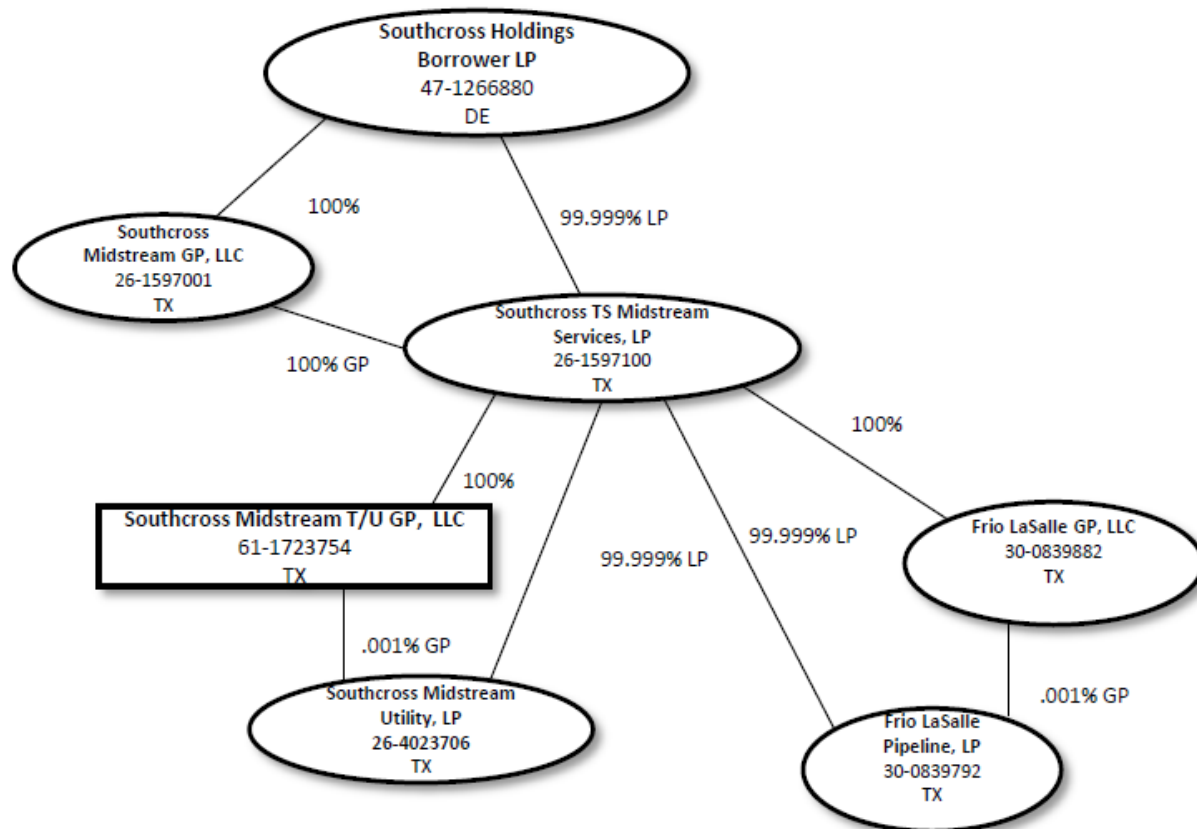 Southcross Holdings
Borrower LP
47-1266880
DE
100%
99.999% LP
Southcross
Midstream GP, LLC
26-1597001
TX
100% GP
Southcross TS Midstream
Services, LP
26-1597100
TX
100%
100%
Southcross Midstream T/U GP, LLC
61-1723754
TX
99.999% LP
99.999% LP
Frio LaSalle GP, LLC
30-0839882
TX
.001% GP
Southcross Midstream
Utility, LP
26-4023706
TX
.001% GP
Frio LaSalle
Pipeline, LP
30-0839792
TX